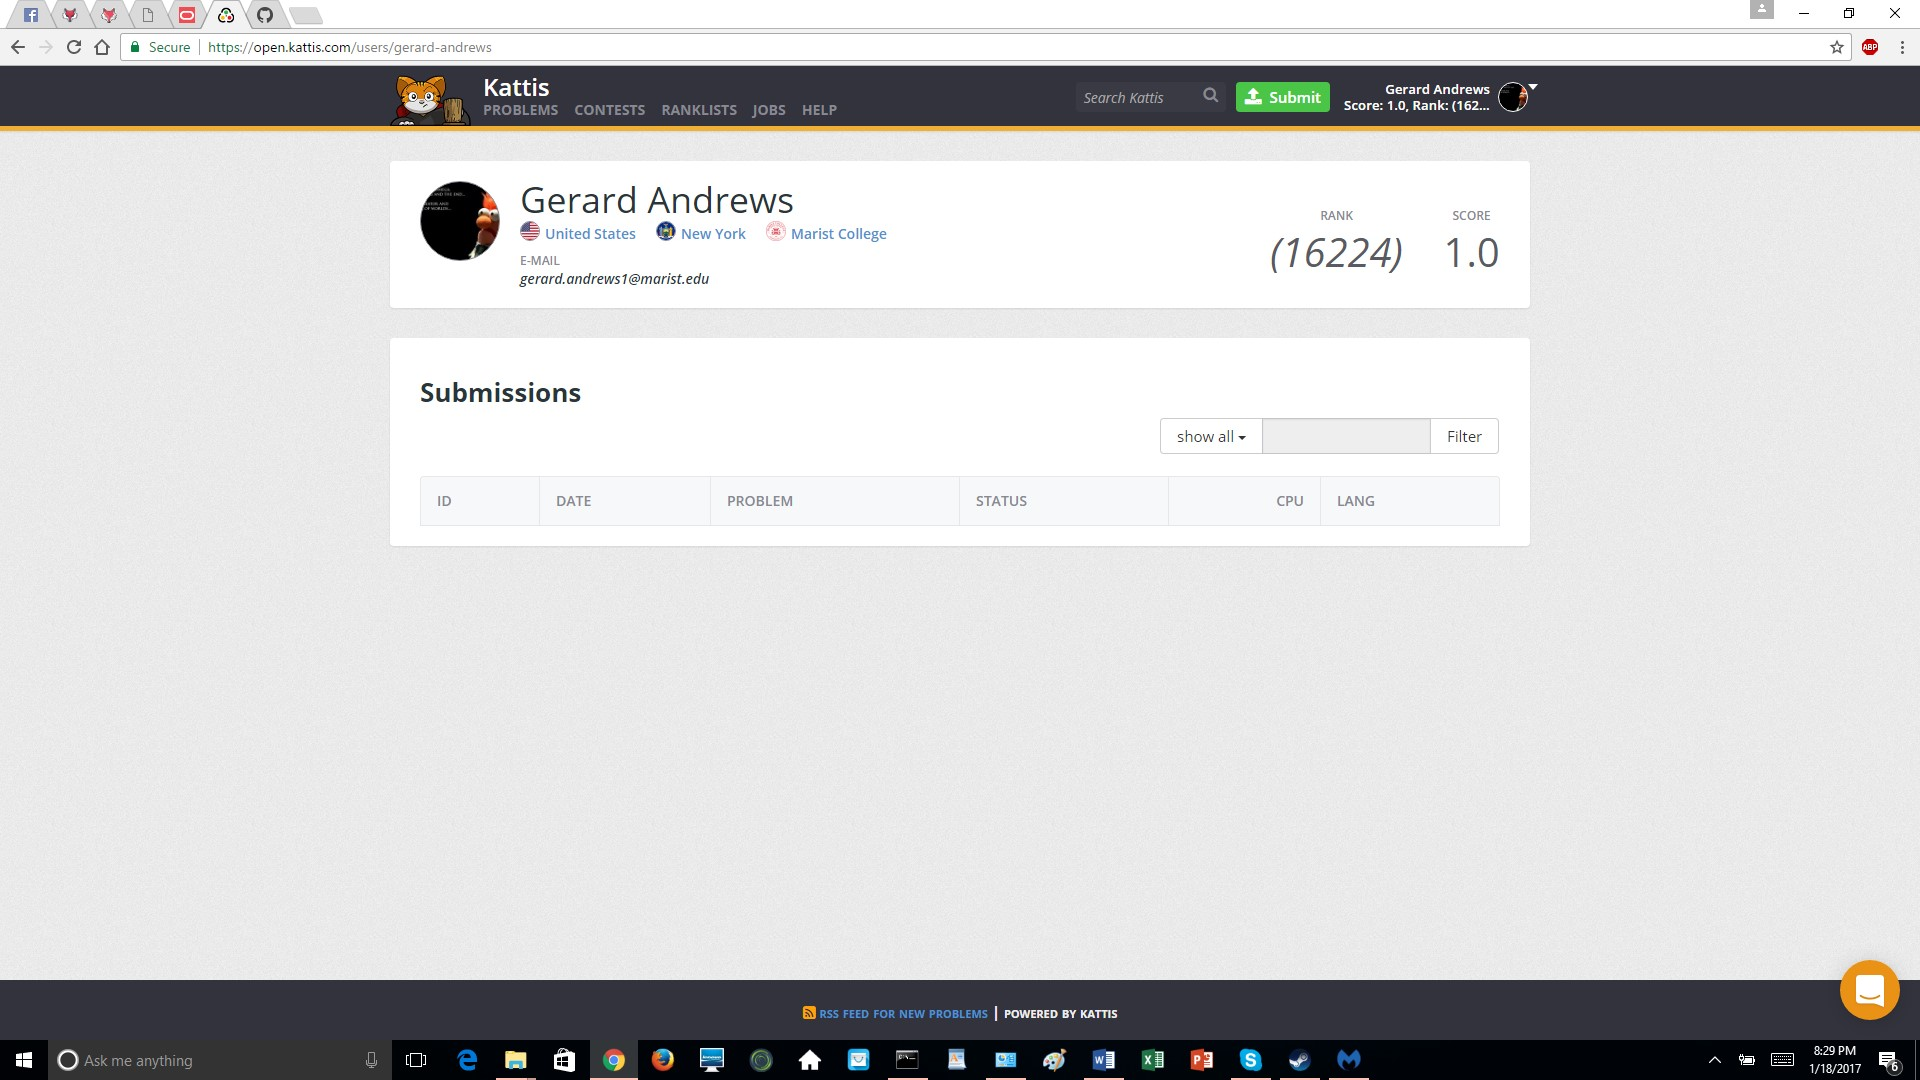 Secure https://open.kattis.com/users/gerard-andrews
ABP
Kattis
PROBLEMS CONTESTS RANKLISTS JOBS HELP
Search Kattis
Submit
Gerard Andrews
Score: 1.0, Rank: (162...
Gerard Andrews
United States New York Marist College
E-MAIL
gerard.andrews1@marist.edu
RANK SCORE
(16224) 1.0
Submissions
show all Filter
ID DATE PROBLEM STATUS CPU LANG
RSS FEED FOR NEW PROBLEMS | POWERED BY KATTIS
Ask me anything
8:29 PM
1/18/2017
6